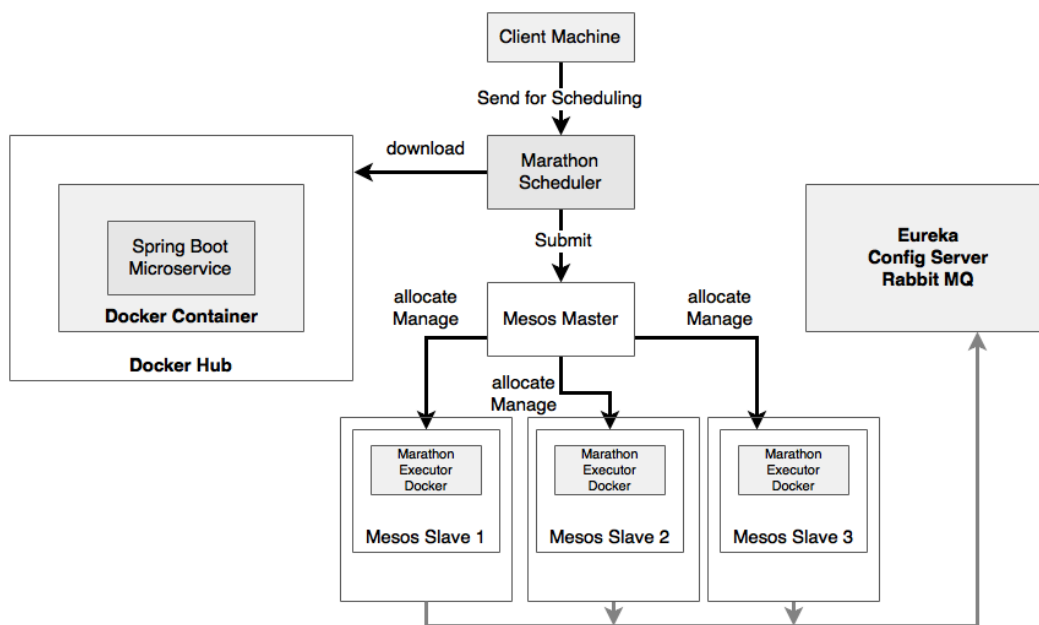 Client Machine
Send for Scheduling
download
Marathon
Scheduler
Spring Boot
Microservice
Docker Container
Docker Hub
Submit
Eureka
Config Server
Rabbit MQ
allocate
Manage
Mesos Master
allocate
Manage
allocate
Manage
Marathon
Executor
Docker
Mesos Slave 1
Marathon
Executor
Docker
Mesos Slave 2
Marathon
Executor
Docker
Mesos Slave 3